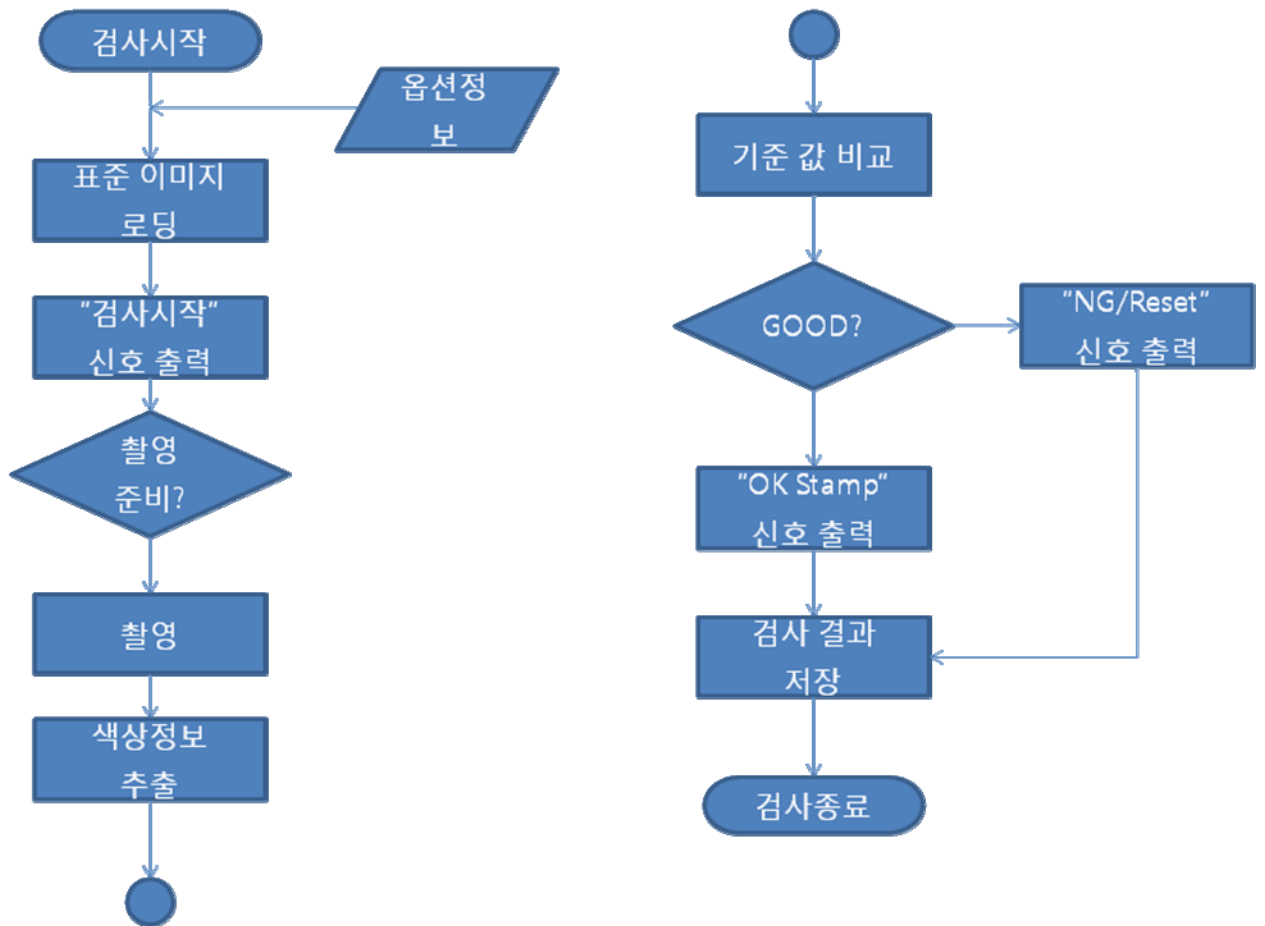 검사시작
옵션정
보
표준 이미지
로딩
"검사시작"
신호 출력
촬영
준비?
촬영
색상정보
추출
기준 값 비교
GOOD?
"NG/Reset"
신호 출력
"OK Stamp"
신호 출력
검사 결과
저장
검사종료